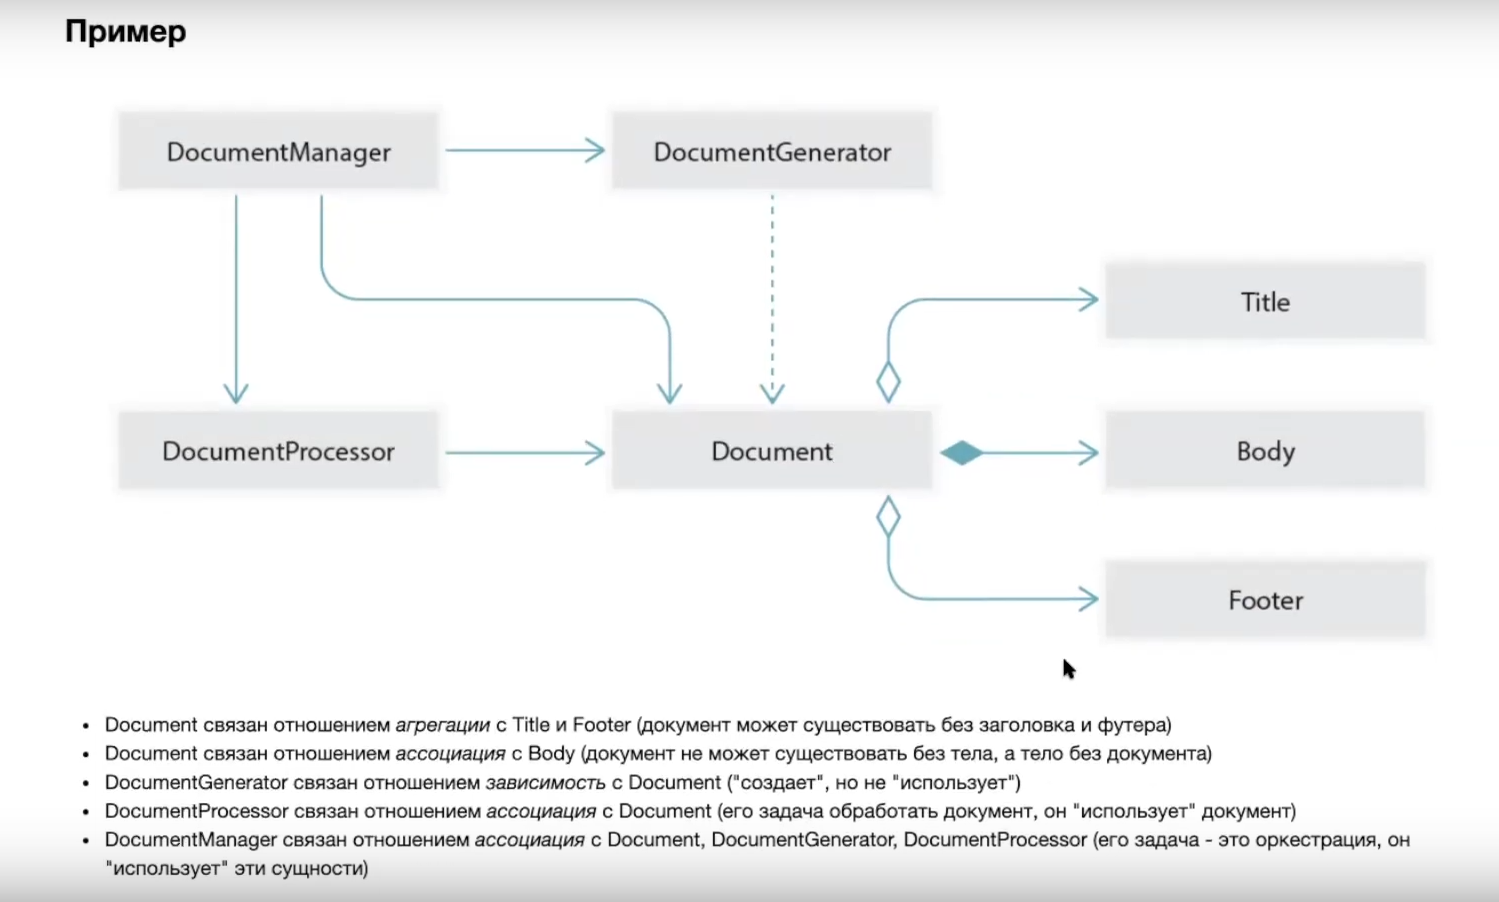 Пример
DocumentManager
DocumentGenerator
Title
DocumentProcessor
Document
Body
Footer
• Document связан отношением агрегации с Title и Footer (документ может существовать без заголовка и футера)
• Document связан отношением ассоциация с Body (документ не может существовать без тела, а тело без документа)
• DocumentGenerator связан отношением зависимость с Document ("создает", но не "использует")
• DocumentProcessor связан отношением ассоциация с Document (его задача обработать документ, он "использует" документ)
• DocumentManager связан отношением ассоциация с Document, DocumentGenerator, DocumentProcessor (его задача - это оркестрация, он
"использует" эти сущности)